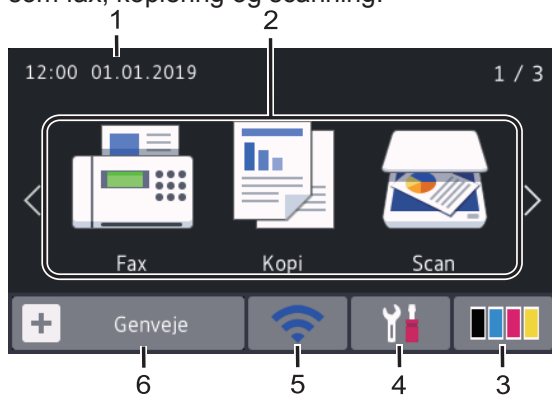 som fax, kopiering og scanning.
1 2
12:00 01.01.2019 1 / 3
Fax Kopi Scan
Genveje
6 5 4 3